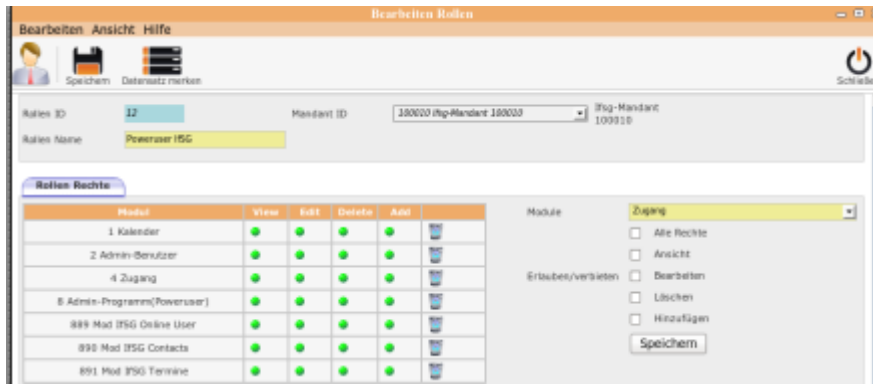 Bearbeiten Rollen
Bearbeiten Ansicht Hilfe
Speichern Datensatz merken
Schließe
Rollen ID 12 Mandant ID 100010 Ifsg-Mandant 100010 Ifsg-Mandant
100010
Rollen Name Poweruser IfSG
Rollen Rechte
Modul View Edit Delete Add
Module Zugang
1 Kalender
Alle Rechte
2 Admin-Benutzer
Ansicht
4 Zugang
Erlauben/verbieten Bearbeiten
8 Admin-Programm(Poweruser)
Löschen
889 Mod IfSG Online User
Hinzufügen
890 Mod IfSG Contacts
Speichern
891 Mod IfSG Termine